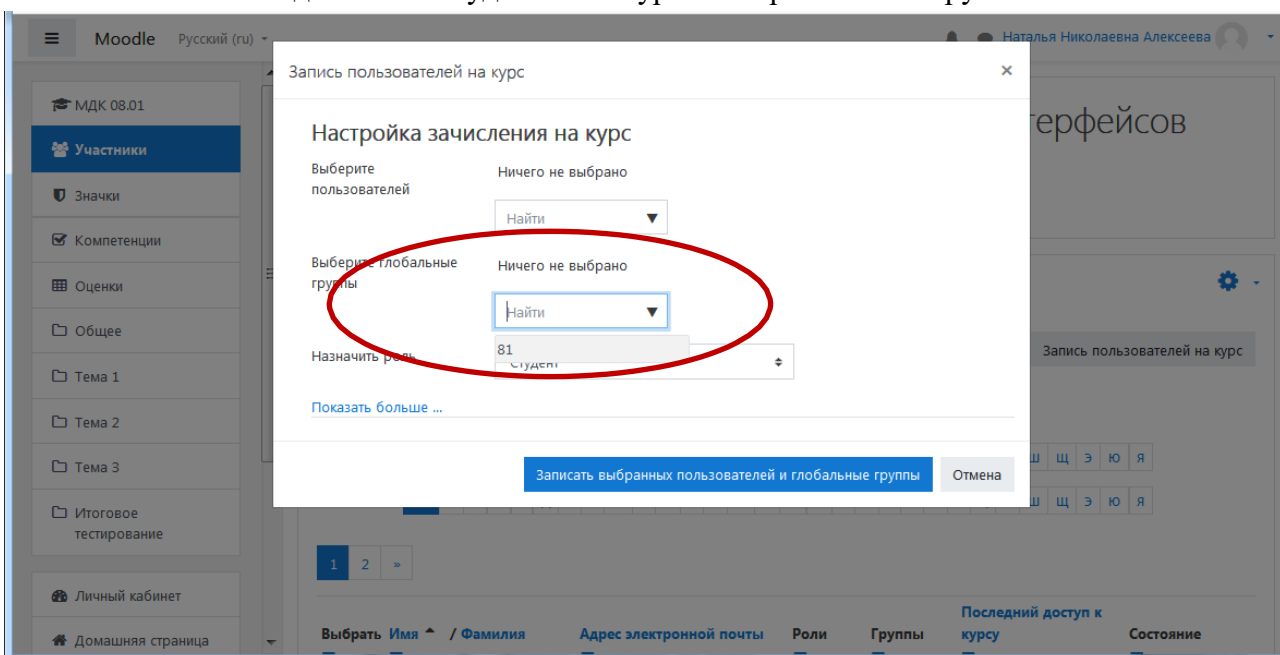 Moodle Русский (ru)
Наталья Николаевна Алексеева
МДК 08.01
Участники
Значки
Компетенции
Оценки
Общее
Тема 1
Тема 2
Тема 3
Итоговое
тестирование
Личный кабинет
Домашняя страница
Запись пользователей на курс ×
Настройка зачисления на курс
Выберите
пользователей
Ничего не выбрано
Найти ▼
Выберите глобальные
группы
Ничего не выбрано
Найти ▼
81
Назначить роль
Студент
Показать больше ...
Записать выбранных пользователей и глобальные группы
Отмена
Запись пользователей на курс
ш щ э ю я
ш щ э ю я
1 2 »
Выбрать Имя / Фамилия
Адрес электронной почты
Роли
Группы
Последний доступ к
курсу
Состояние